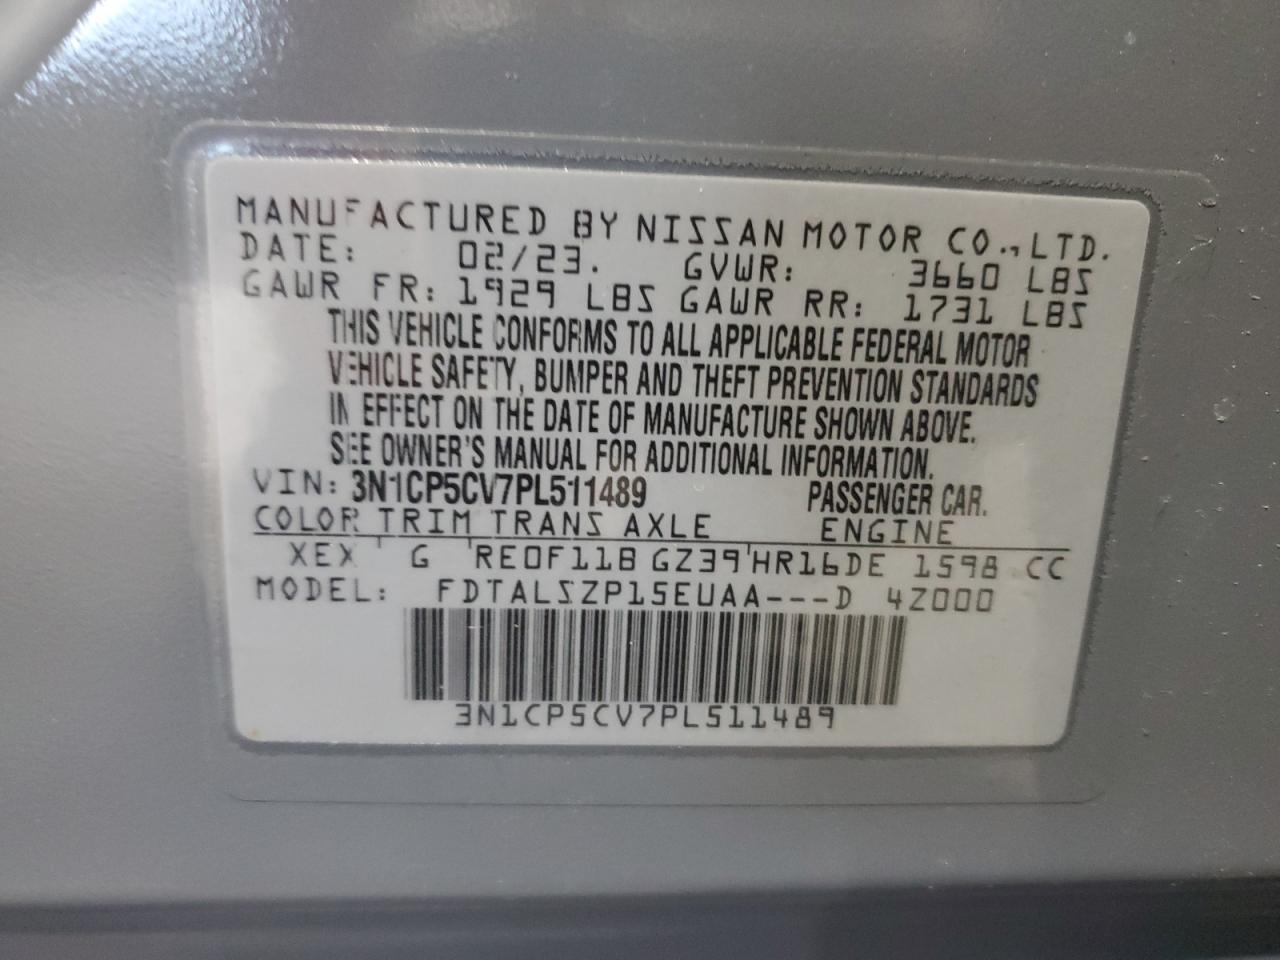 MANUFACTURED BY NISSAN MOTOR CO., LTD.
DATE: 02/23. GVWR: 3660 LBS
GAWR FR: 1929 LBS GAWR RR: 1731 LBS
THIS VEHICLE CONFORMS TO ALL APPLICABLE FEDERAL MOTOR
VEHICLE SAFETY, BUMPER AND THEFT PREVENTION STANDARDS
IN EFFECT ON THE DATE OF MANUFACTURE SHOWN ABOVE.
SEE OWNER'S MANUAL FOR ADDITIONAL INFORMATION.
VIN: 3N1CP5CV7PL511489 PASSENGER CAR.
COLOR TRIM TRANS AXLE ENGINE
XEX G RE0F11B GZ39 HR16DE 1598 CC
MODEL: FDTALSZP15EUAA---D 4Z000
3N1CP5CV7PL511489